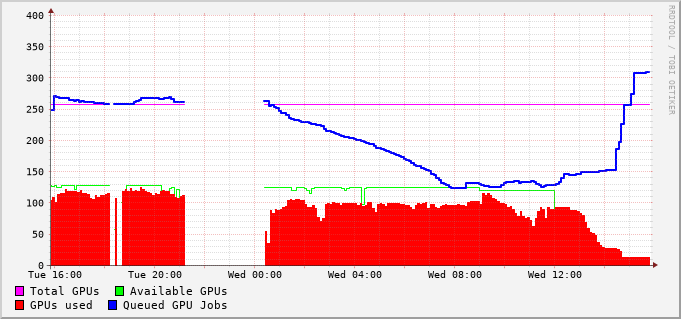 RRDTOOL / TOBI OETIKER
400
350
300
250
200
150
100
50
0
Tue 16:00 Tue 20:00 Wed 00:00 Wed 04:00 Wed 08:00 Wed 12:00
Total GPUs Available GPUs
GPUs used Queued GPU Jobs